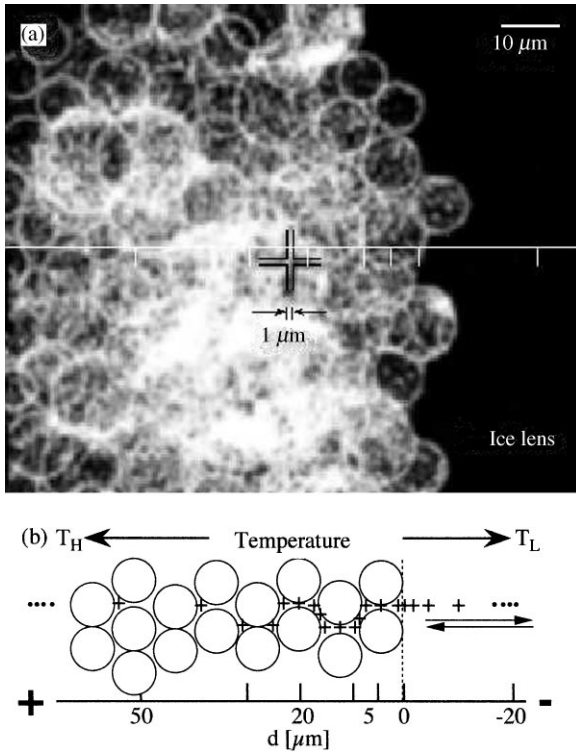 (a)
10 μm
1 μm
Ice lens
(b) T_H Temperature T_L
+ 50 20 5 0 -20 -
d [μm]